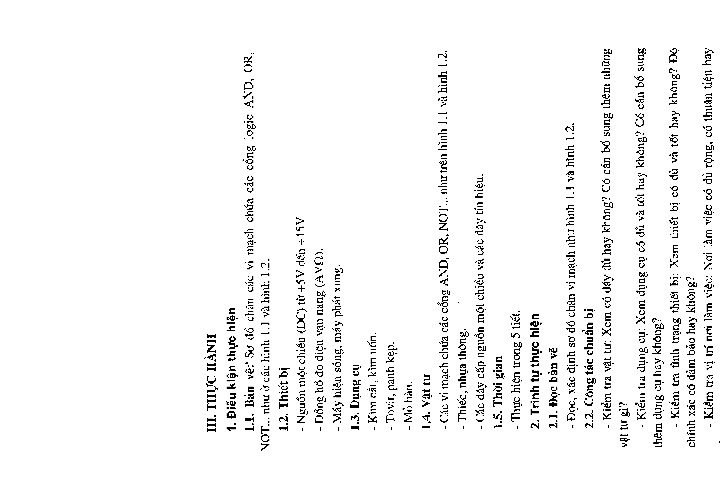 III. THỰC HÀNH
1. Điều kiện thực hiện
1.1. Bản vẽ: Sơ đồ chân các vi mạch chứa các cổng logic AND, OR,
NOT... như ở các hình 1.1 và hình 1.2.
1.2. Thiết bị
- Nguồn một chiều (DC) từ +5V đến +15V
- Đồng hồ đo điện vạn năng (AVΩ).
- Máy hiện sóng, máy phát xung.
1.3. Dụng cụ
- Kìm cắt, kìm uốn.
- Tovit, panh kẹp.
- Mỏ hàn.
1.4. Vật tư
- Các vi mạch chứa các cổng AND, OR, NOT... như trên hình 1.1 và hình 1.2.
- Thiếc, nhựa thông.
- Các dây cấp nguồn một chiều và các dây tín hiệu.
1.5. Thời gian
- Thực hiện trong 5 tiết.
2. Trình tự thực hiện
2.1. Đọc bản vẽ
- Đọc, xác định sơ đồ chân vi mạch như hình 1.1 và hình 1.2.
2.2. Công tác chuẩn bị
- Kiểm tra vật tư: Xem có đầy đủ hay không? Có cần bổ sung thêm những
vật tư gì?
- Kiểm tra dụng cụ: Xem dụng cụ có đủ và tốt hay không? Có cần bổ sung
thêm dụng cụ hay không?
- Kiểm tra tình trạng thiết bị: Xem thiết bị có đủ và tốt hay không? Độ
chính xác có đảm bảo hay không?
- Kiểm tra vị trí nơi làm việc: Nơi làm việc có đủ rộng, có thuận tiện hay